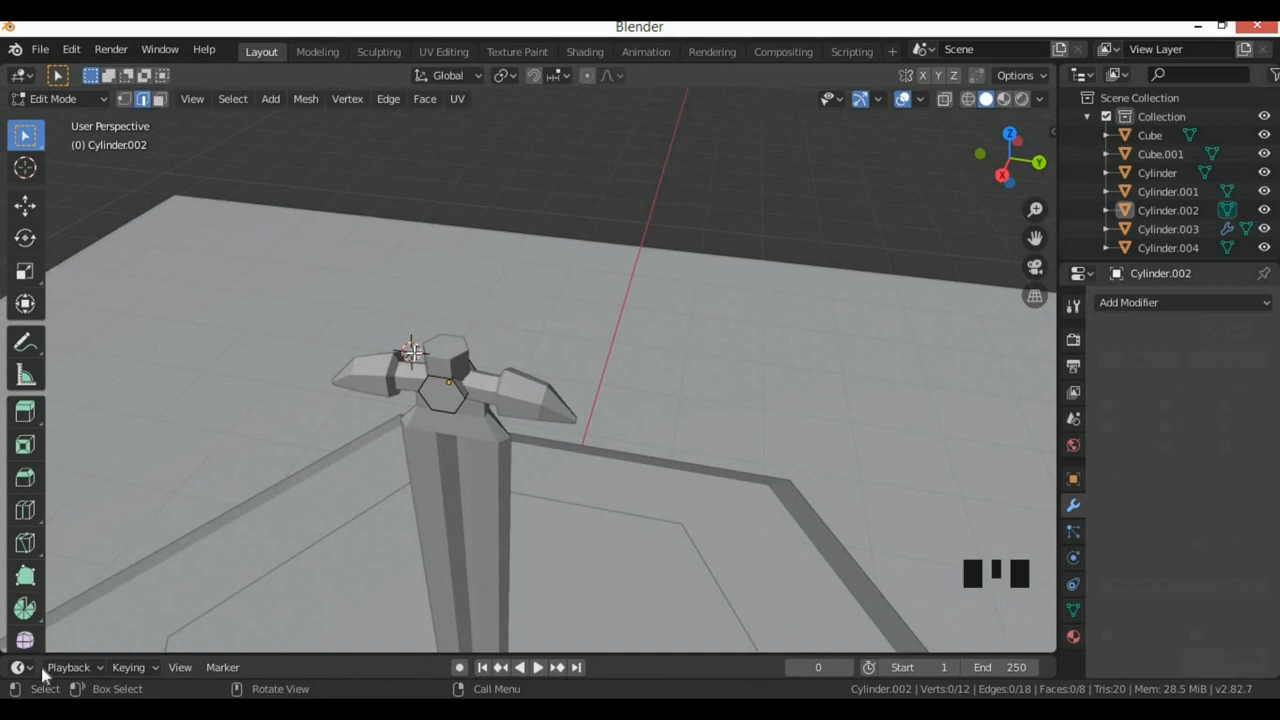 Blender
File Edit Render Window Help Layout Modeling Sculpting UV Editing Texture Paint Shading Animation Rendering Compositing Scripting + Scene View Layer
Global X Y Z Options
Edit Mode View Select Add Mesh Vertex Edge Face UV
User Perspective
(0) Cylinder.002
Z
Y
X
Scene Collection
Collection
Cube
Cube.001
Cylinder
Cylinder.001
Cylinder.002
Cylinder.003
Cylinder.004
Cylinder.002
Add Modifier
Playback Keying View Marker 0 Start 1 End 250
Select Box Select Rotate View Call Menu Cylinder.002 | Verts:0/12 | Edges:0/18 | Faces:0/8 | Tris:20 | Mem: 28.5 MiB | v2.82.7